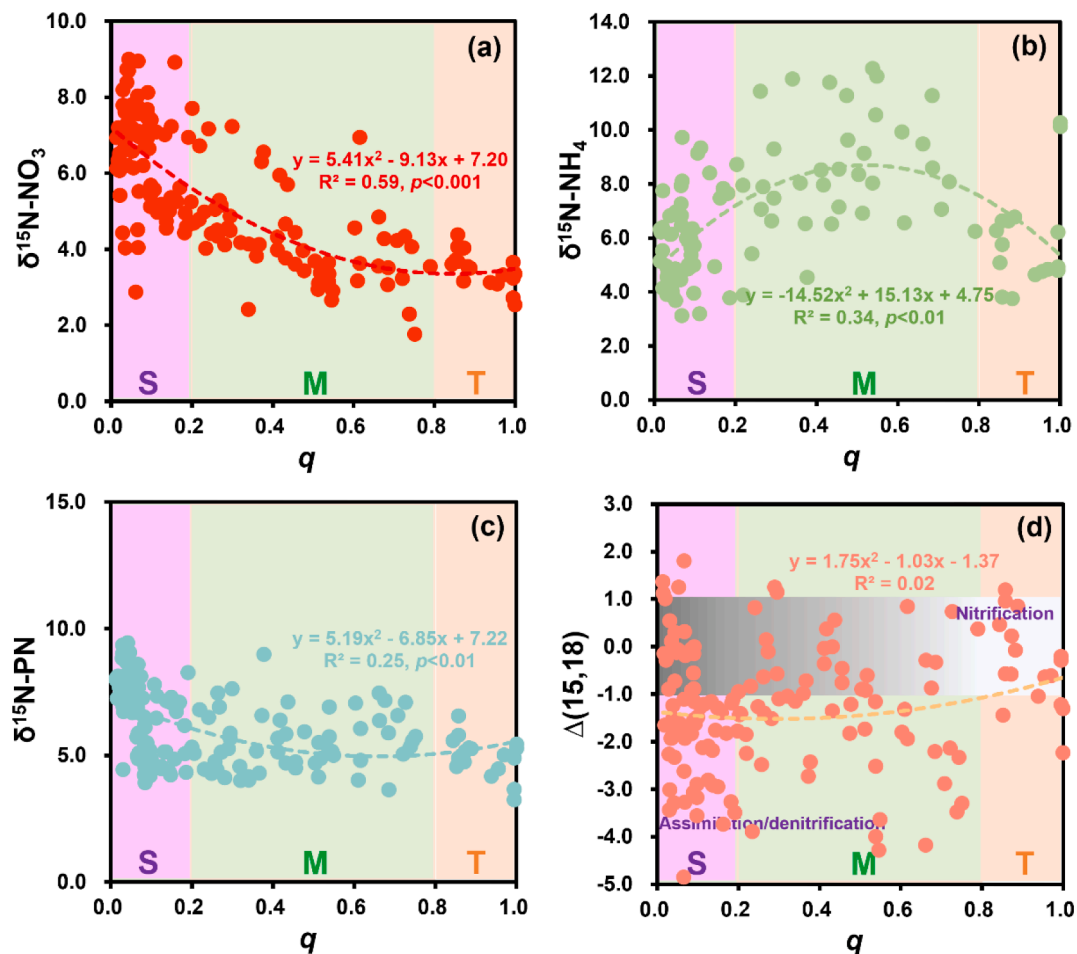 (a)
10.0
8.0
6.0
4.0
2.0
0.0
δ¹⁵N-NO₃
y = 5.41x² - 9.13x + 7.20
R² = 0.59, p<0.001
S
M
T
0.0 0.2 0.4 0.6 0.8 1.0
q
(b)
14.0
12.0
10.0
8.0
6.0
4.0
2.0
0.0
δ¹⁵N-NH₄
y = -14.52x² + 15.13x + 4.75
R² = 0.34, p<0.01
S
M
T
0.0 0.2 0.4 0.6 0.8 1.0
q
(c)
15.0
10.0
5.0
0.0
δ¹⁵N-PN
y = 5.19x² - 6.85x + 7.22
R² = 0.25, p<0.01
S
M
T
0.0 0.2 0.4 0.6 0.8 1.0
q
(d)
3.0
2.0
1.0
0.0
-1.0
-2.0
-3.0
-4.0
-5.0
Δ(15,18)
y = 1.75x² - 1.03x - 1.37
R² = 0.02
Nitrification
Assimilation/denitrification
S
M
T
0.0 0.2 0.4 0.6 0.8 1.0
q